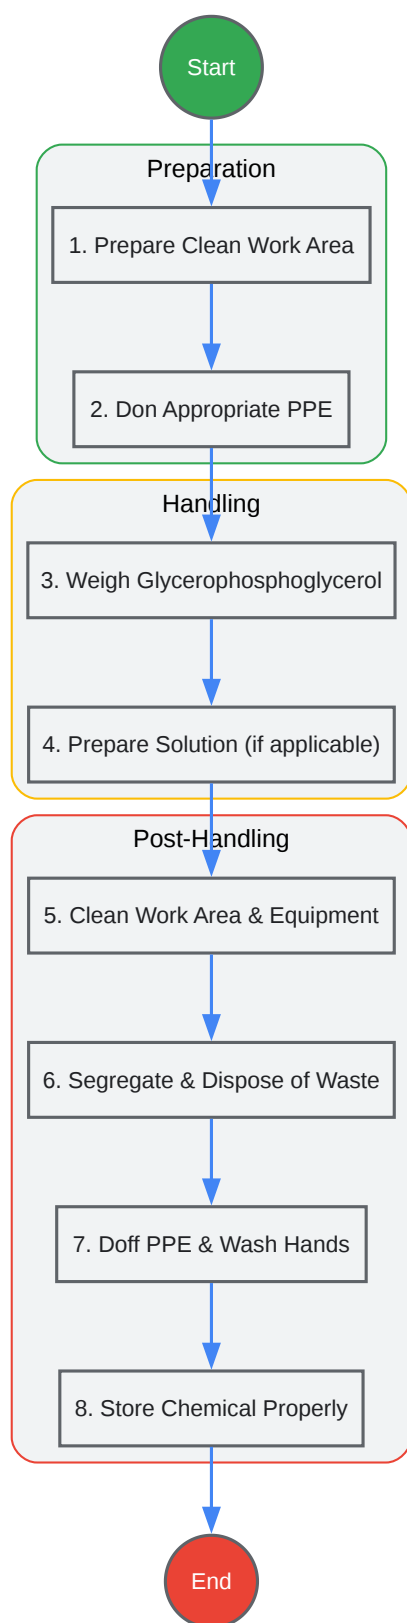 Start
Preparation
1. Prepare Clean Work Area
2. Don Appropriate PPE
Handling
3. Weigh Glycerophosphoglycerol
4. Prepare Solution (if applicable)
Post-Handling
5. Clean Work Area & Equipment
6. Segregate & Dispose of Waste
7. Doff PPE & Wash Hands
8. Store Chemical Properly
End